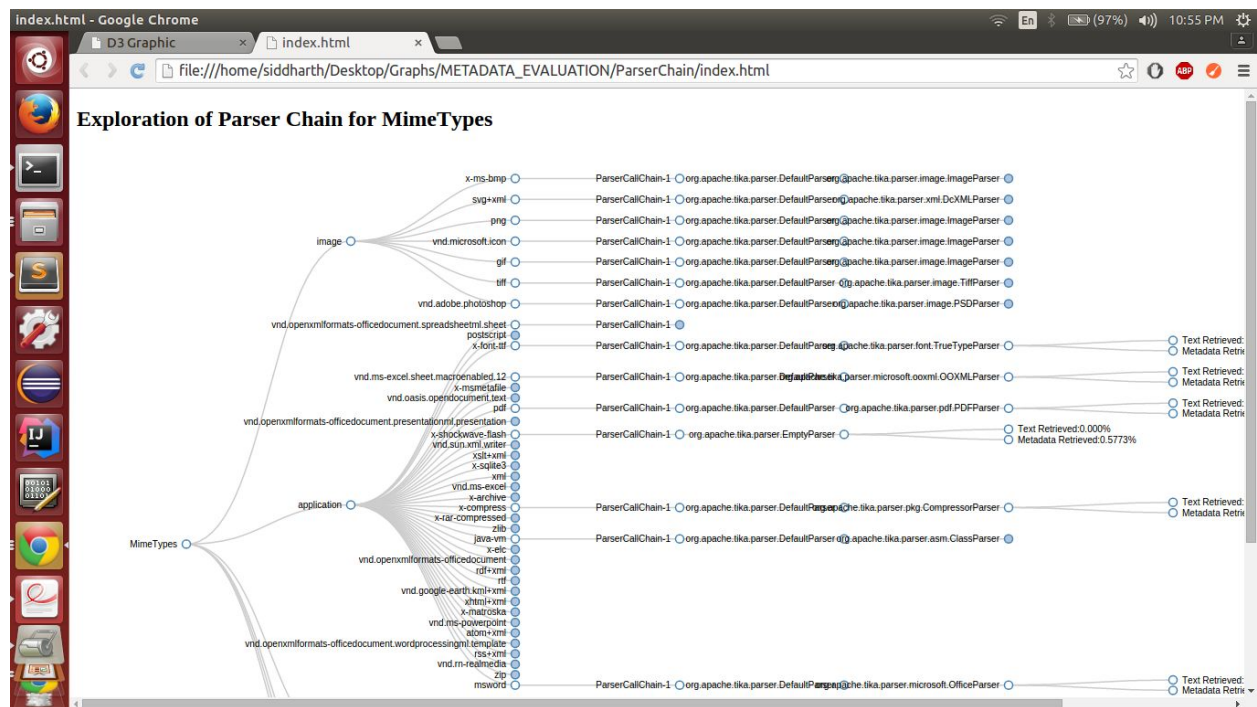 index.html - Google Chrome
En
(97%)
10:55 PM
D3 Graphic ×
index.html ×
file:///home/siddharth/Desktop/Graphs/METADATA_EVALUATION/ParserChain/index.html
ABP
Exploration of Parser Chain for MimeTypes
x-ms-bmp ParserCallChain-1 org.apache.tika.parser.DefaultParser org.apache.tika.parser.image.ImageParser
svg+xml ParserCallChain-1 org.apache.tika.parser.DefaultParser org.apache.tika.parser.xml.DcXMLParser
png ParserCallChain-1 org.apache.tika.parser.DefaultParser org.apache.tika.parser.image.ImageParser
image vnd.microsoft.icon ParserCallChain-1 org.apache.tika.parser.DefaultParser org.apache.tika.parser.image.ImageParser
gif ParserCallChain-1 org.apache.tika.parser.DefaultParser org.apache.tika.parser.image.ImageParser
tiff ParserCallChain-1 org.apache.tika.parser.DefaultParser org.apache.tika.parser.image.TiffParser
vnd.adobe.photoshop ParserCallChain-1 org.apache.tika.parser.DefaultParser org.apache.tika.parser.image.PSDParser
vnd.openxmlformats-officedocument.spreadsheetml.sheet ParserCallChain-1
postscript
x-font-ttf ParserCallChain-1 org.apache.tika.parser.DefaultParser org.apache.tika.parser.font.TrueTypeParser
Text Retrieved:
Metadata Retrie
vnd.ms-excel.sheet.macroenabled.12 ParserCallChain-1 org.apache.tika.parser.DefaultParser org.apache.tika.parser.microsoft.ooxml.OOXMLParser
Text Retrieved:
Metadata Retrie
x-msmetafile
vnd.oasis.opendocument.text
pdf ParserCallChain-1 org.apache.tika.parser.DefaultParser org.apache.tika.parser.pdf.PDFParser
Text Retrieved:
Metadata Retrie
vnd.openxmlformats-officedocument.presentationml.presentation
x-shockwave-flash ParserCallChain-1 org.apache.tika.parser.EmptyParser
Text Retrieved:0.000%
Metadata Retrieved:0.5773%
vnd.sun.xml.writer
xslt+xml
x-sqlite3
xml
vnd.ms-excel
x-archive
application x-compress ParserCallChain-1 org.apache.tika.parser.DefaultParser org.apache.tika.parser.pkg.CompressorParser
Text Retrieved:
Metadata Retrie
x-rar-compressed
zlib
java-vm ParserCallChain-1 org.apache.tika.parser.DefaultParser org.apache.tika.parser.asm.ClassParser
MimeTypes
x-elc
vnd.openxmlformats-officedocument
rdf+xml
rtf
vnd.google-earth.kml+xml
xhtml+xml
x-matroska
vnd.ms-powerpoint
atom+xml
vnd.openxmlformats-officedocument.wordprocessingml.template
rss+xml
vnd.rn-realmedia
zip
msword ParserCallChain-1 org.apache.tika.parser.DefaultParser org.apache.tika.parser.microsoft.OfficeParser
Text Retrieved:
Metadata Retrie